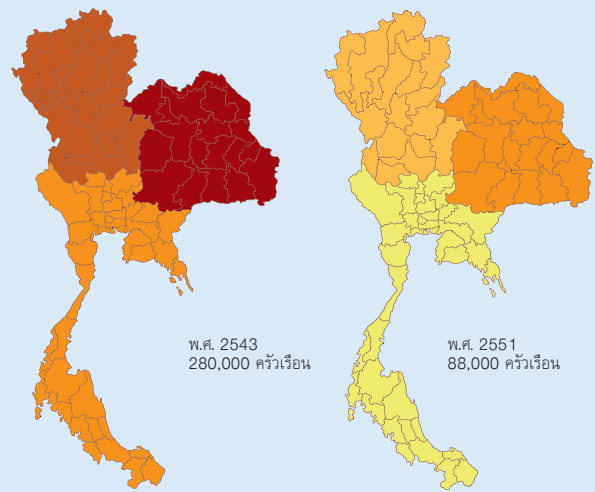 พ.ศ. 2543
280,000 ครัวเรือน
พ.ศ. 2551
88,000 ครัวเรือน